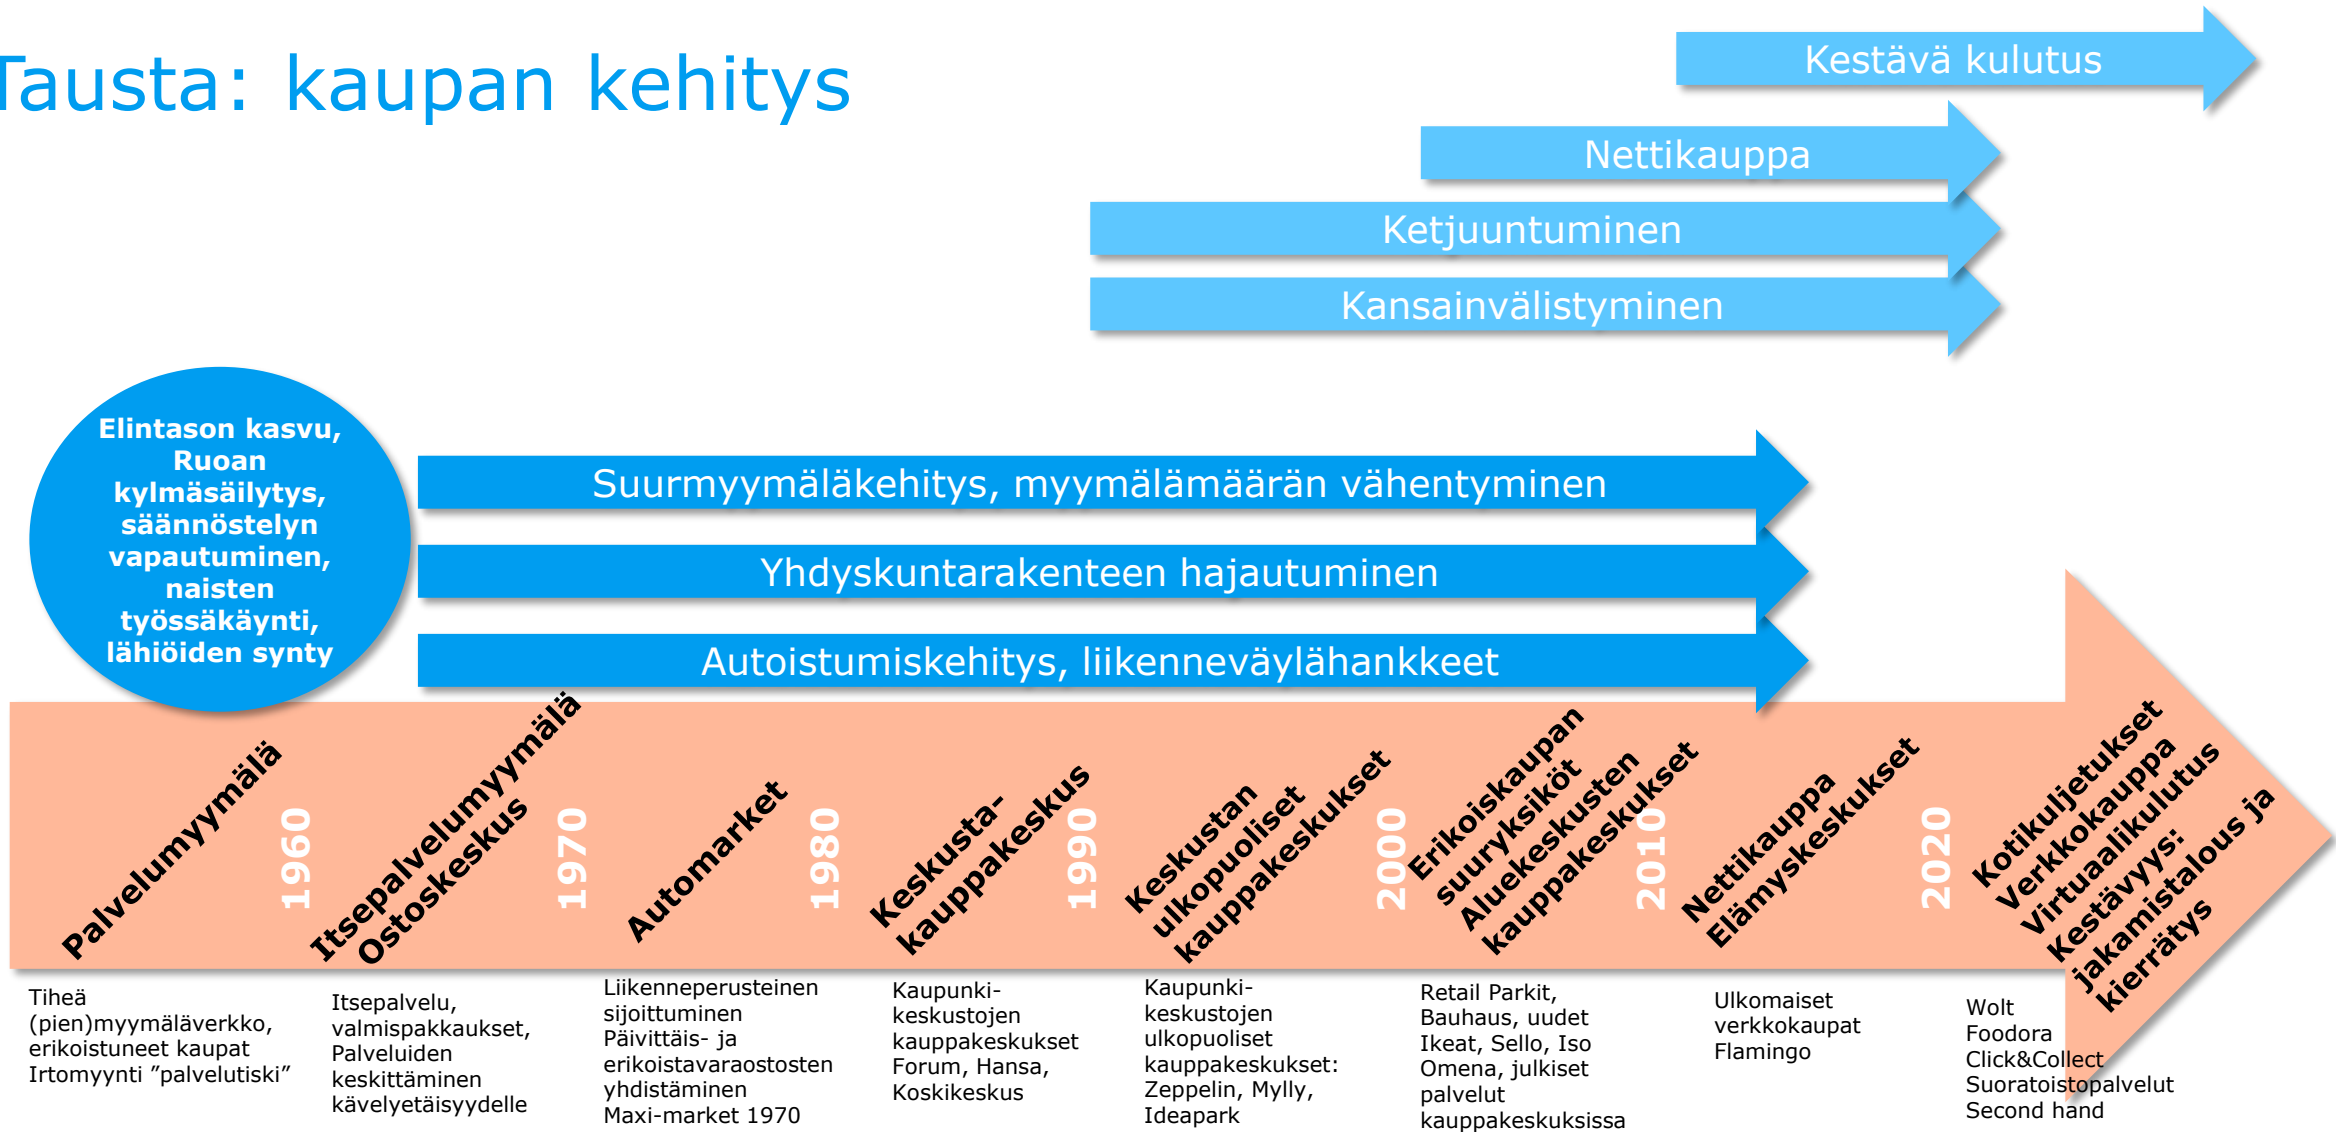 Tausta: kaupan kehitys
Kestävä kulutus
Nettikauppa
Ketjuuntuminen
Kansainvälistyminen
Elintason kasvu,
Ruoan
kylmäsäilytys,
säännöstelyn
vapautuminen,
naisten
työssäkäynti,
lähiöiden synty
Suurmyymäläkehitys, myymälämäärän vähentyminen
Yhdyskuntarakenteen hajautuminen
Autoistumiskehitys, liikenneväylähankkeet
Palvelumyymälä
1960
Itsepalvelumyymälä
Ostoskeskus
1970
Automarket
1980
Keskusta-
kauppakeskus
1990
Keskustan
ulkopuoliset
kauppakeskukset
2000
Erikoiskaupan
suuryksiköt
Aluekeskusten
kauppakeskukset
2010
Nettikauppa
Elämyskeskukset
2020
Kotikuljetukset
Verkokauppa
Virtuaalikulutus
Kestävyys:
jakamistalous ja
kierrätys
Tiheä
(pien)myymäläverkko,
erikoistuneet kaupat
Irtomyynti ”palvelutiski”
Itsepalvelu,
valmispakkaukset,
Palveluiden
keskittäminen
kävelyetäisyydelle
Liikenneperusteinen
sijoittuminen
Päivittäis- ja
erikoistavaraostosten
yhdistäminen
Maxi-market 1970
Kaupunki-
keskustojen
kauppakeskukset
Forum, Hansa,
Koskikeskus
Kaupunki-
keskustojen
ulkopuoliset
kauppakeskukset:
Zeppelin, Mylly,
Ideapark
Retail Parkit,
Bauhaus, uudet
Ikeat, Sello, Iso
Omena, julkiset
palvelut
kauppakeskuksissa
Ulkomaiset
verkkokaupat
Flamingo
Wolt
Foodora
Click&Collect
Suoratoistopalvelut
Second hand